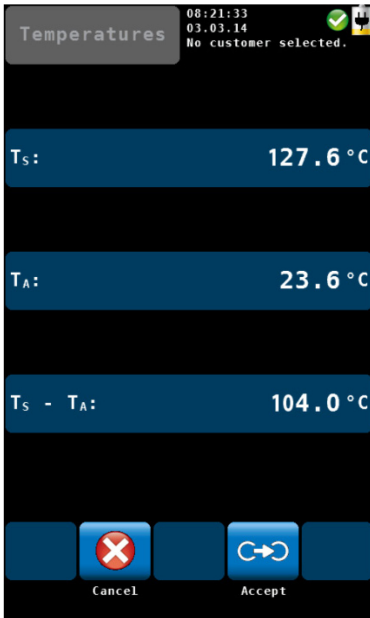 Temperatures
08:21:33
03.03.14
No customer selected.
Ts: 127.6 °C
TA: 23.6 °C
Ts - TA: 104.0 °C
Cancel
Accept